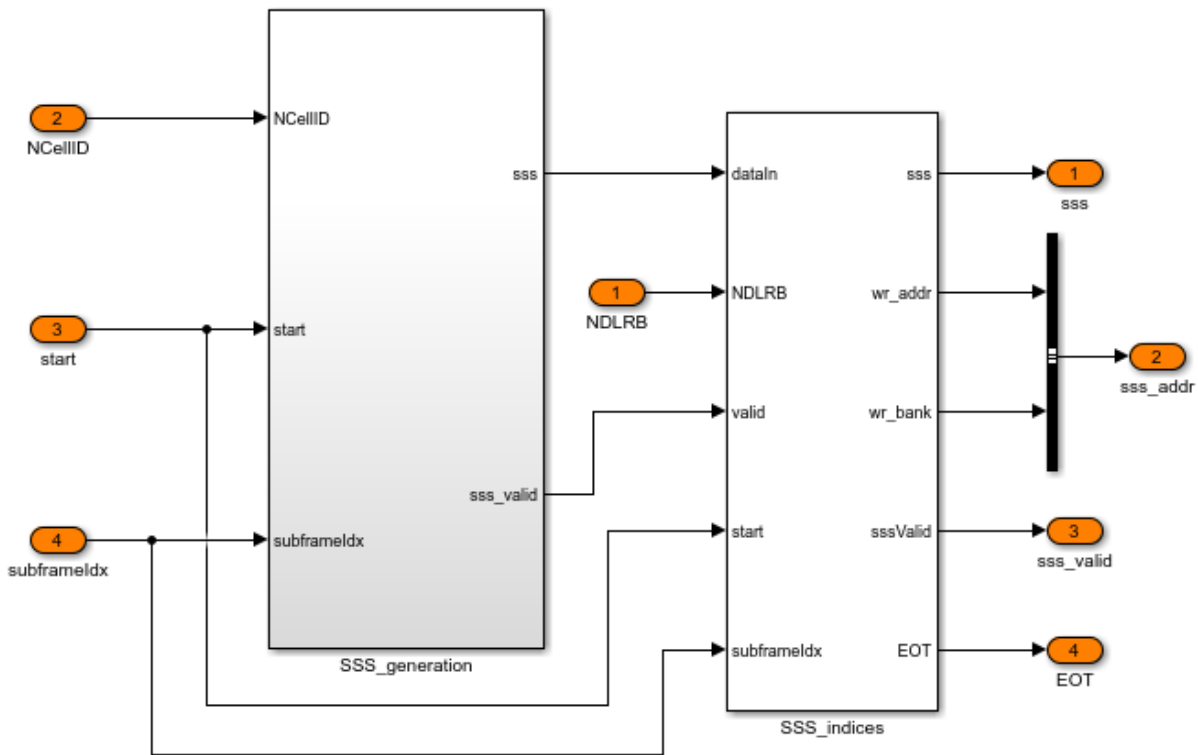 2
NCellID
3
start
4
subframeIdx
NCellID
start
subframeIdx
sss
sss_valid
SSS_generation
1
NDLRB
dataIn
NDLRB
valid
start
subframeIdx
sss
wr_addr
wr_bank
sssValid
EOT
SSS_indices
1
sss
2
sss_addr
3
sss_valid
4
EOT